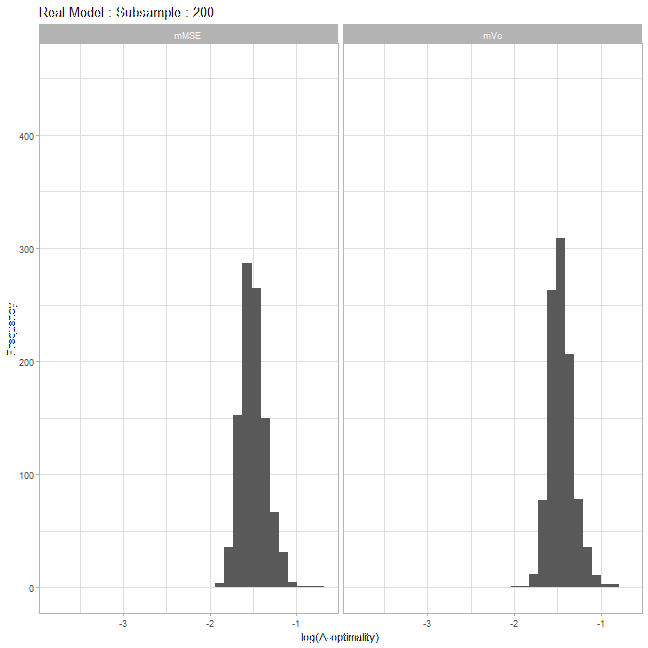 Real Model : Subsample : 200
mMSE
mVc
400
300
200
100
0
Frequency
-3
-2
-1
-3
-2
-1
log(A-optimality)